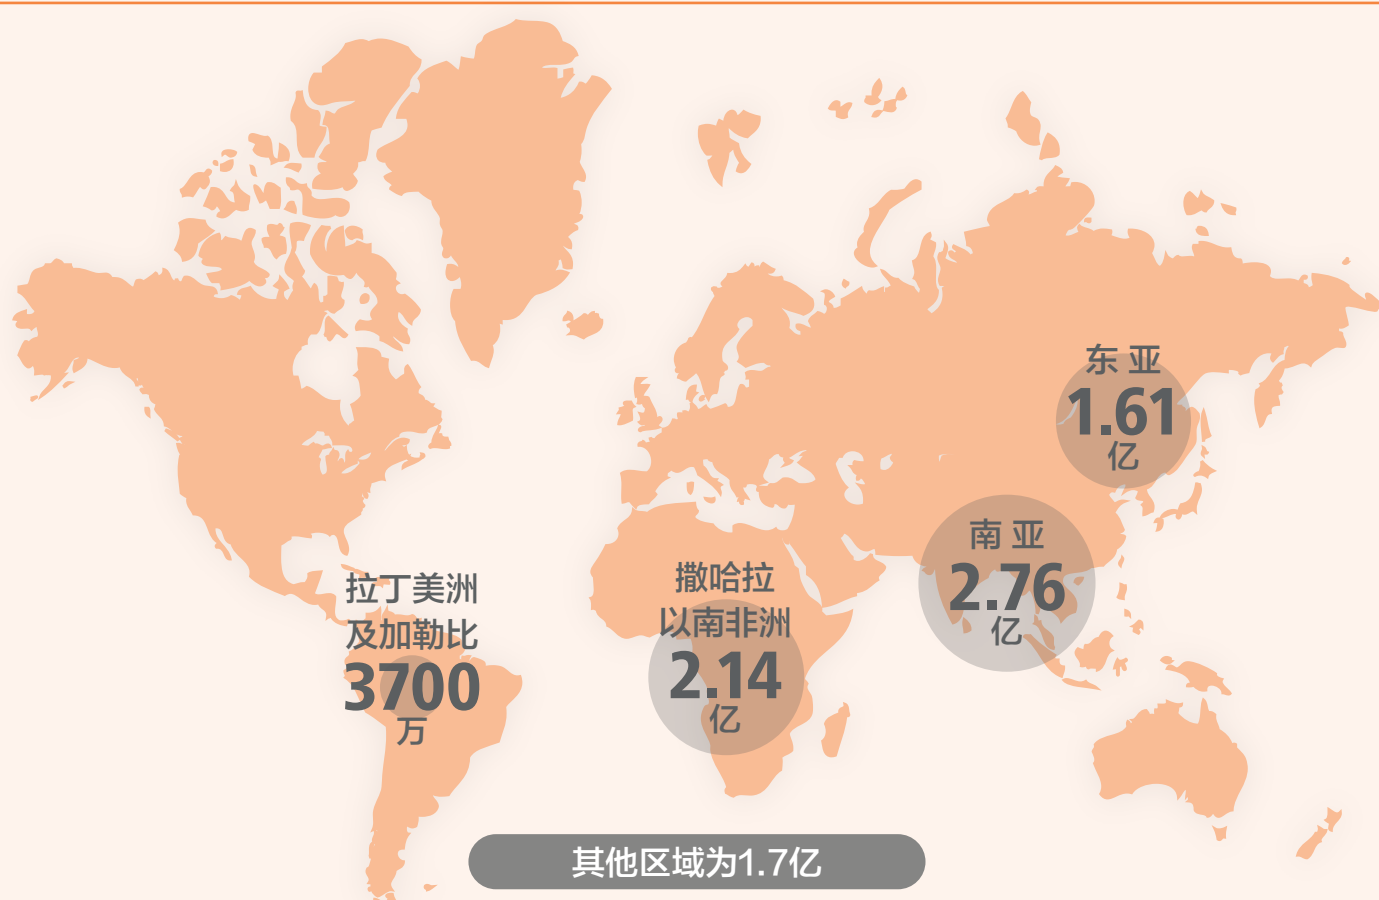 东亚
1.61
亿
南亚
2.76
亿
撒哈拉
以南非洲
2.14
亿
拉丁美洲
及加勒比
3700
万
其他区域为1.7亿